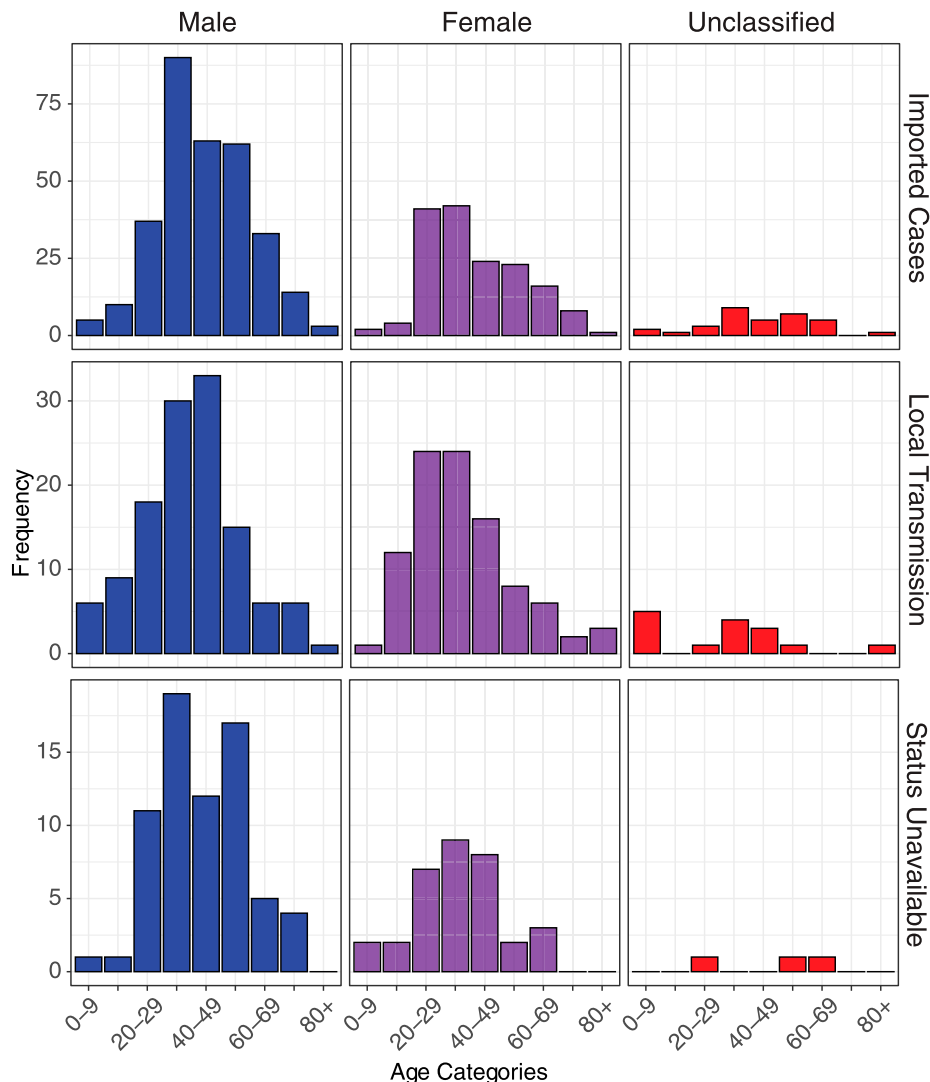 Male Female Unclassified
75
50
25
0
Imported Cases
30
20
10
0
Local Transmission
Frequency
15
10
5
0
Status Unavailable
0–9 20–29 40–49 60–69 80+ 0–9 20–29 40–49 60–69 80+ 0–9 20–29 40–49 60–69 80+
Age Categories